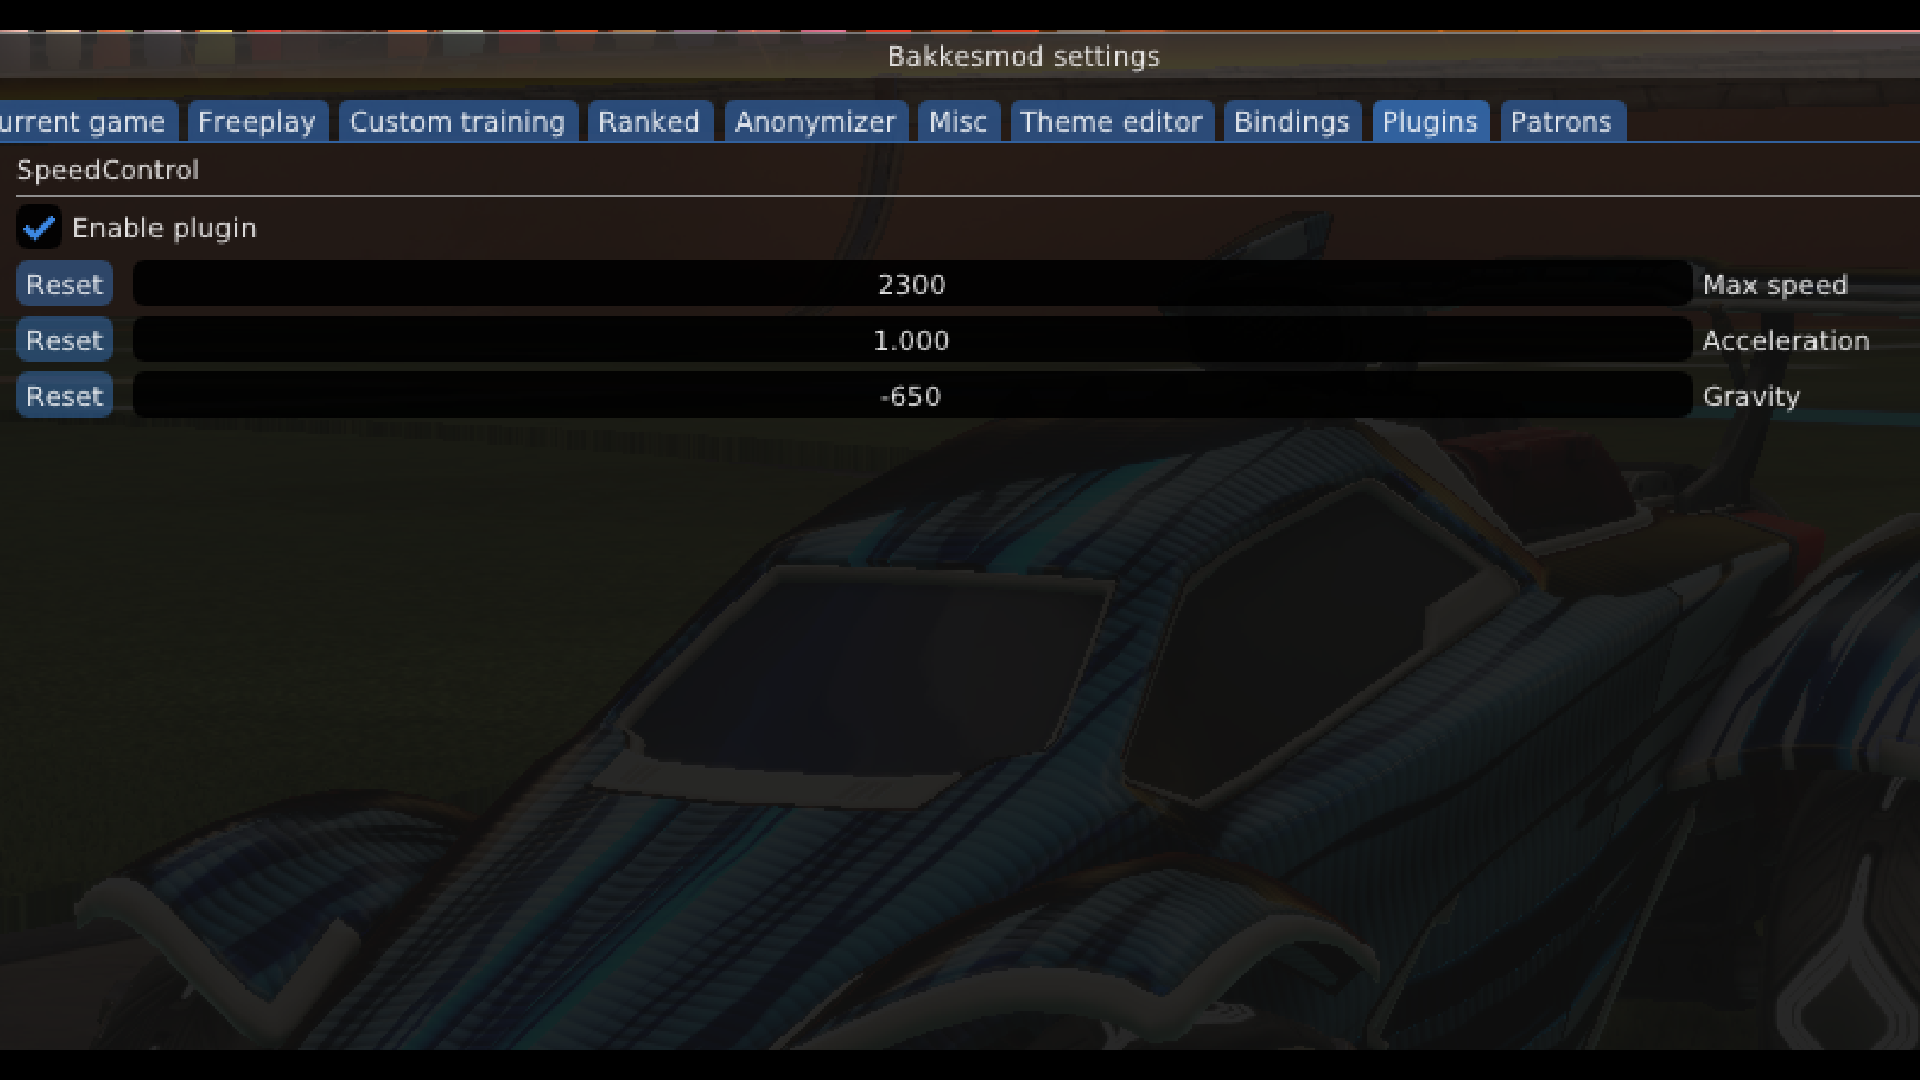 Bakkesmod settings
urrent game Freeplay Custom training Ranked Anonymizer Misc Theme editor Bindings Plugins Patrons
SpeedControl
Enable plugin
Reset 2300 Max speed
Reset 1.000 Acceleration
Reset -650 Gravity